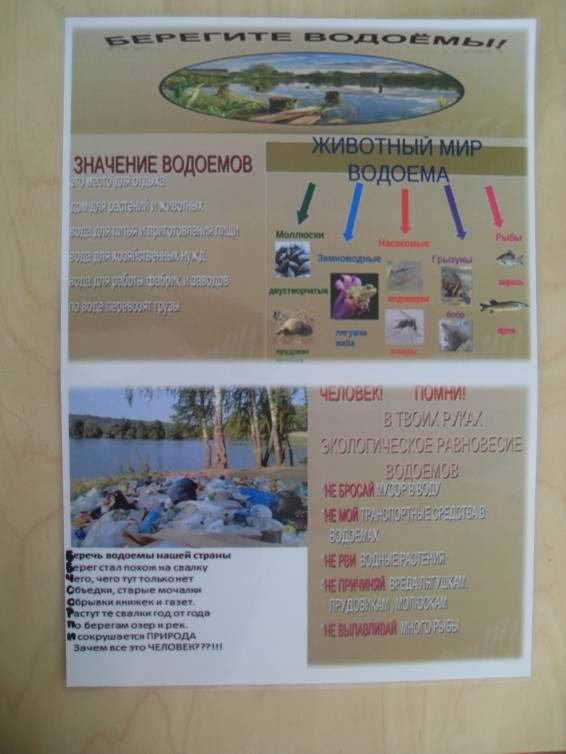 БЕРЕГИТЕ ВОДОЁМЫ!
ЗНАЧЕНИЕ ВОДОЕМОВ
это место для отдыха
дом для растений и животных
вода для питья и приготовления пищи
вода для хозяйственных нужд
вода для работы фабрик и заводов
по воде перевозят грузы
ЖИВОТНЫЙ МИР
ВОДОЕМА
Моллюски
двустворчатые
прудовик
Земноводные
лягушка
жаба
Насекомые
водомерки
комары
Грызуны
бобр
Рыбы
карась
щука
Беречь водоемы нашей страны
Берег стал похож на свалку
Чего, чего тут только нет
Объедки, старые мочалки
Обрывки книжек и газет.
Растут те свалки год от года
По берегам озер и рек.
И сокрушается ПРИРОДА
Зачем все это ЧЕЛОВЕК???!!!
ЧЕЛОВЕК! ПОМНИ!
В ТВОИХ РУКАХ
ЭКОЛОГИЧЕСКОЕ РАВНОВЕСИЕ
ВОДОЕМОВ
НЕ БРОСАЙ МУСОР В ВОДУ
НЕ МОЙ ТРАНСПОРТНЫЕ СРЕДСТВА В
ВОДОЕМАХ
НЕ РВИ ВОДНЫЕ РАСТЕНИЯ
НЕ ПРИЧИНЯЙ ВРЕДА ЛЯГУШКАМ,
ПРУДОВИКАМ, МОЛЮСКАМ
НЕ ВЫЛАВЛИВАЙ МНОГО РЫБЫ